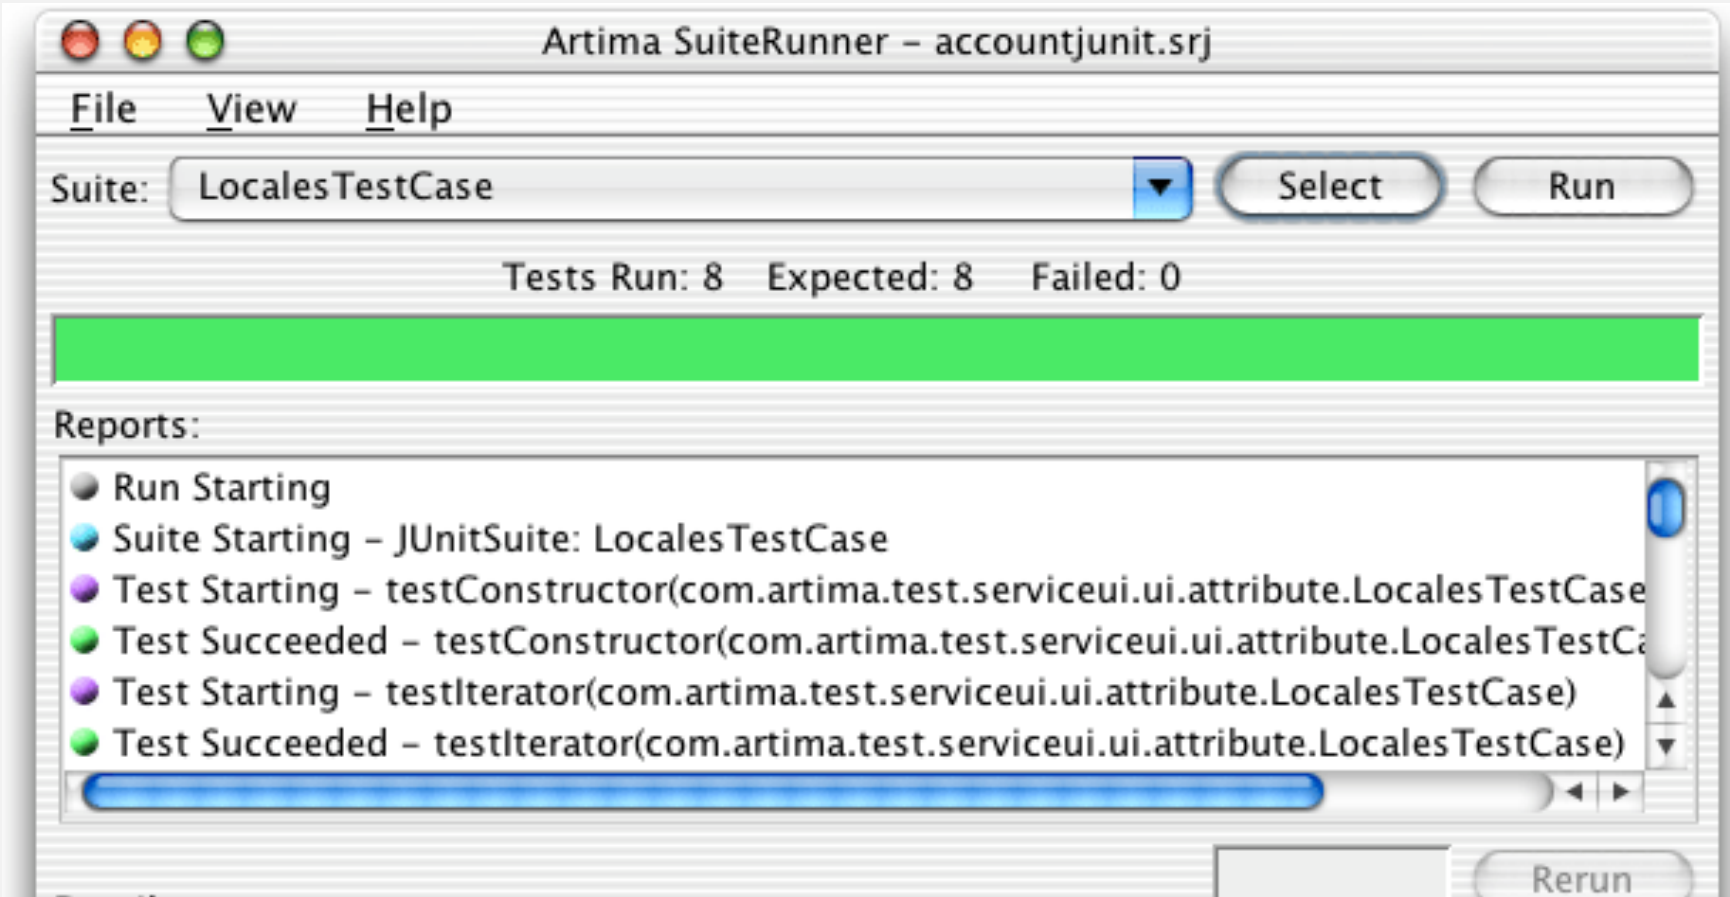 Artima SuiteRunner – accountjunit.srj
File View Help
Suite: LocalesTestCase Select Run
Tests Run: 8 Expected: 8 Failed: 0
Reports:
Run Starting
Suite Starting – JUnitSuite: LocalesTestCase
Test Starting – testConstructor(com.artima.test.serviceui.ui.attribute.LocalesTestCase
Test Succeeded – testConstructor(com.artima.test.serviceui.ui.attribute.LocalesTestCa
Test Starting – testIterator(com.artima.test.serviceui.ui.attribute.LocalesTestCase)
Test Succeeded – testIterator(com.artima.test.serviceui.ui.attribute.LocalesTestCase)
Rerun